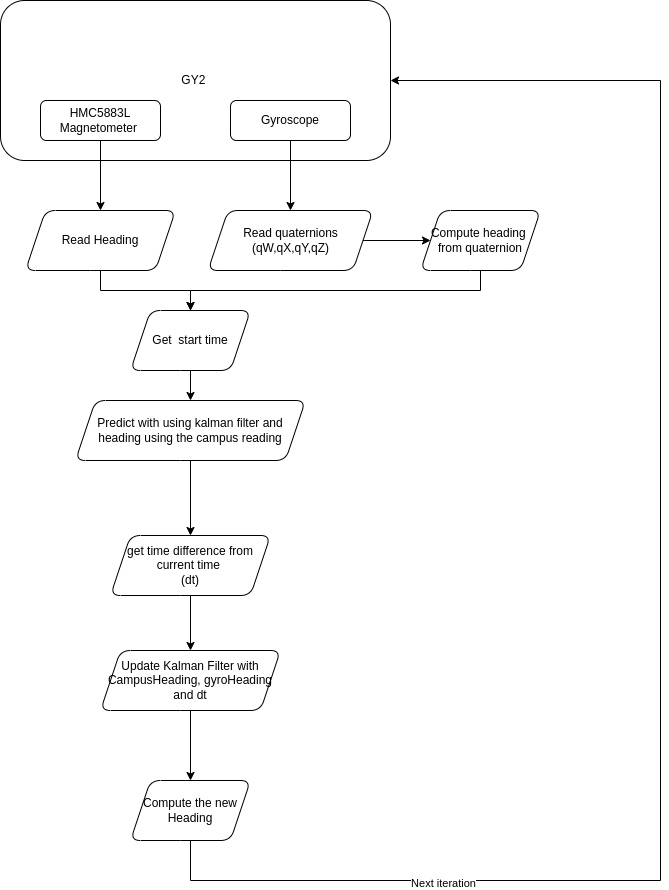 GY2
HMC5883L
Magnetometer
Gyroscope
Read Heading
Read quaternions
(qW,qX,qY,qZ)
Compute heading
from quaternion
Get  start time
Predict with using kalman filter and
heading using the campus reading
get time difference from
current time
(dt)
Update Kalman Filter with
CampusHeading, gyroHeading
and dt
Compute the new
Heading
Next iteration